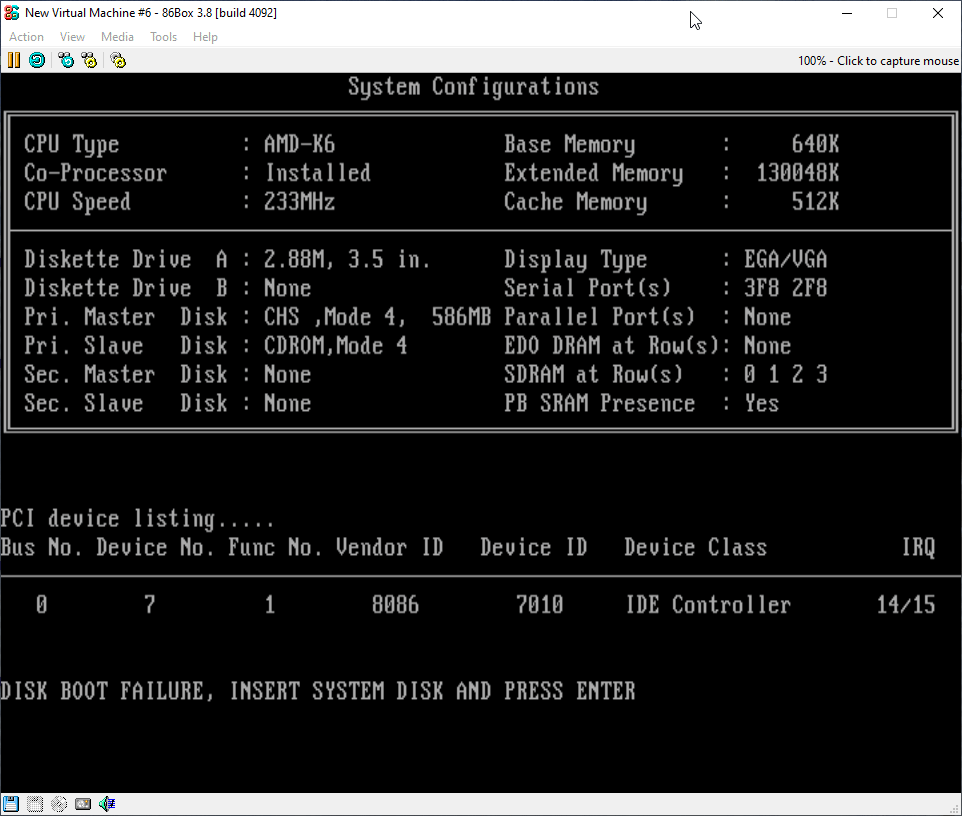 New Virtual Machine #6 - 86Box 3.8 [build 4092]
Action View Media Tools Help
100% - Click to capture mouse
System Configurations
CPU Type : AMD-K6 Base Memory : 640K
Co-Processor : Installed Extended Memory : 130048K
CPU Speed : 233MHz Cache Memory : 512K
Diskette Drive A : 2.88M, 3.5 in. Display Type : EGA/VGA
Diskette Drive B : None Serial Port(s) : 3F8 2F8
Pri. Master Disk : CHS ,Mode 4, 586MB Parallel Port(s) : None
Pri. Slave Disk : CDROM,Mode 4 EDO DRAM at Row(s): None
Sec. Master Disk : None SDRAM at Row(s) : 0 1 2 3
Sec. Slave Disk : None PB SRAM Presence : Yes
PCI device listing.....
Bus No. Device No. Func No. Vendor ID Device ID Device Class IRQ
0 7 1 8086 7010 IDE Controller 14/15
DISK BOOT FAILURE, INSERT SYSTEM DISK AND PRESS ENTER